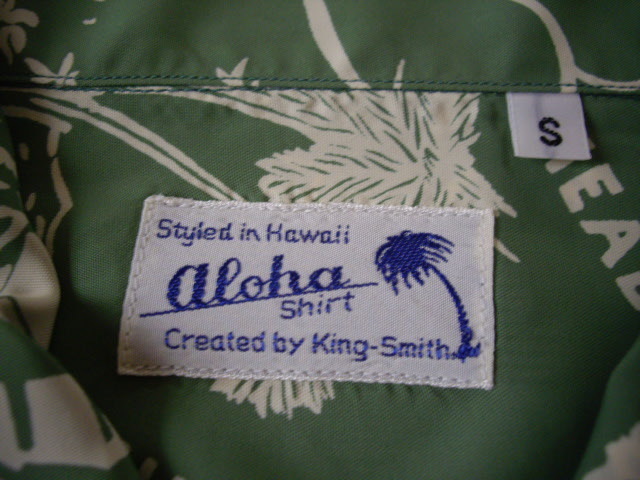 S
Styled in Hawaii
Aloha
Shirt
Created by King-Smith